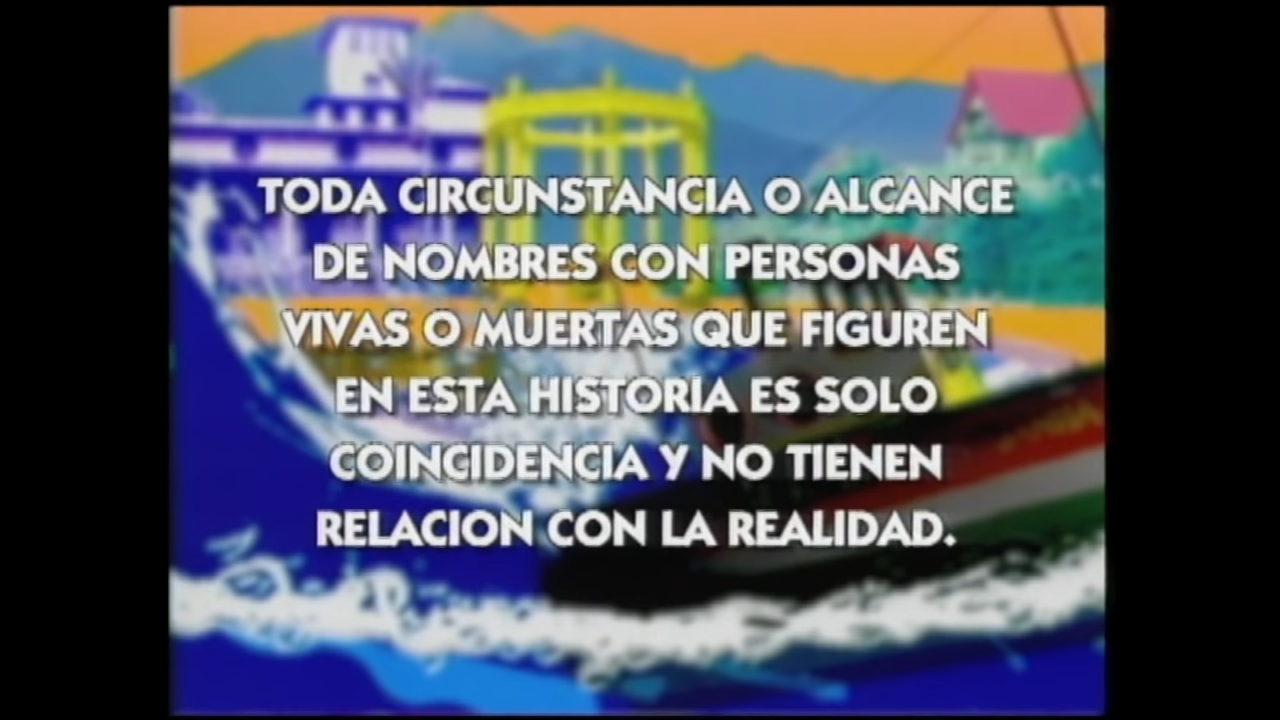 TODA CIRCUNSTANCIA O ALCANCE
DE NOMBRES CON PERSONAS
VIVAS O MUERTAS QUE FIGUREN
EN ESTA HISTORIA ES SOLO
COINCIDENCIA Y NO TIENEN
RELACION CON LA REALIDAD.